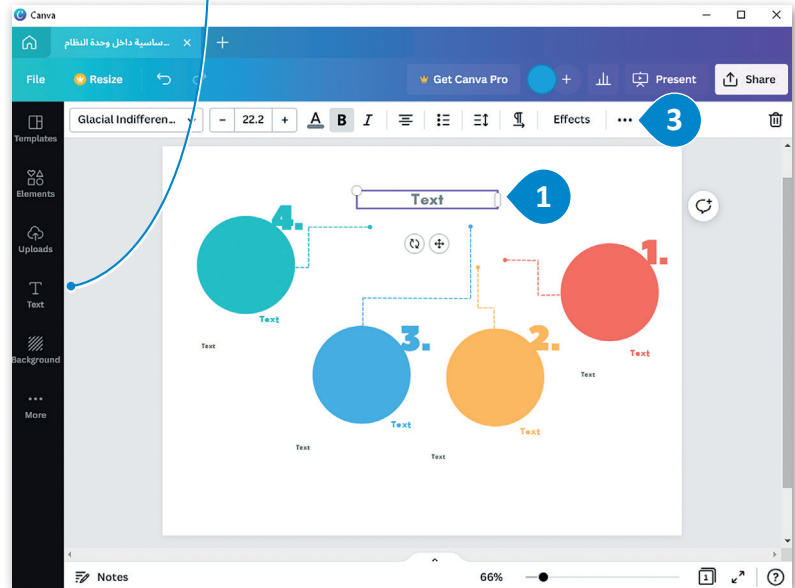 Canva
ساسية داخل وحدة النظام...
File
Resize
Get Canva Pro
Present
Share
Glacial Indifferen...
– 22.2 +
A B I
Effects
3
Templates
Elements
Uploads
Text
Background
More
Text
1
4.
1.
Text
Text
3.
2.
Text
Text
Text
Text
Text
Text
Notes
66%
1
?